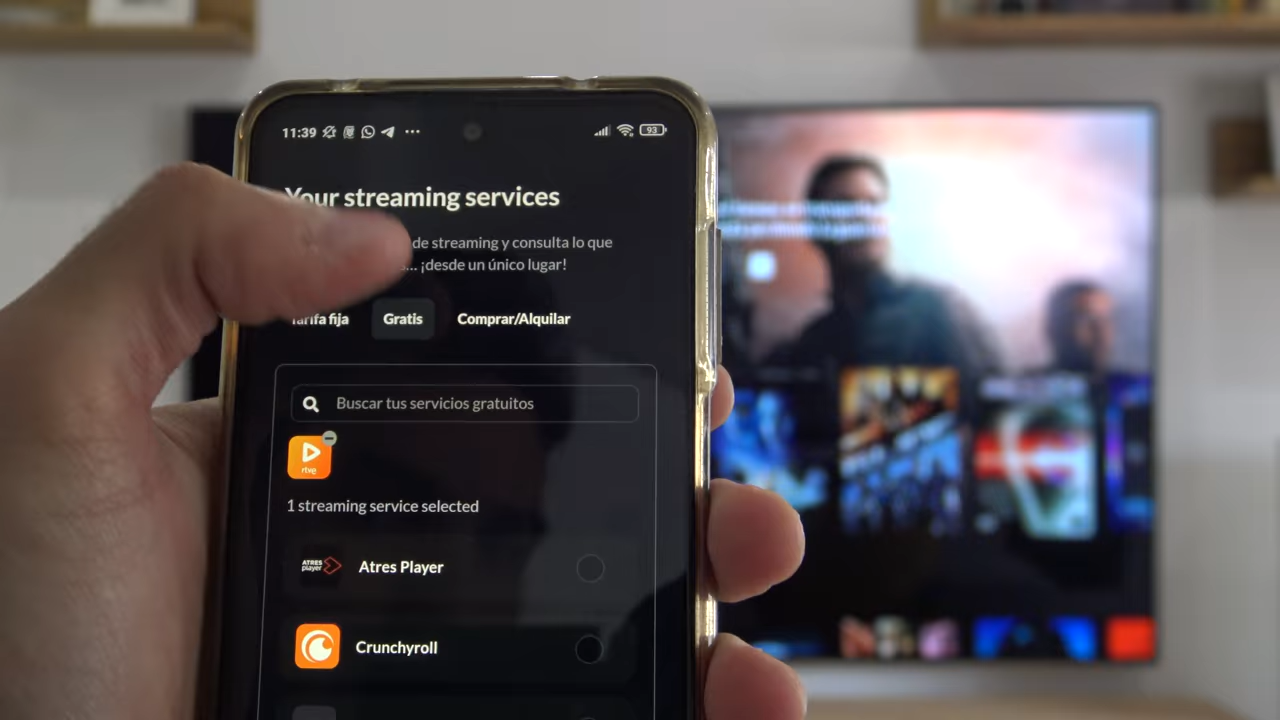 11:39 93
Your streaming services
de streaming y consulta lo que
... ¡desde un único lugar!
Tarifa fija Gratis Comprar/Alquilar
Buscar tus servicios gratuitos
rtve
1 streaming service selected
ATRES
player
Atres Player
Crunchyroll